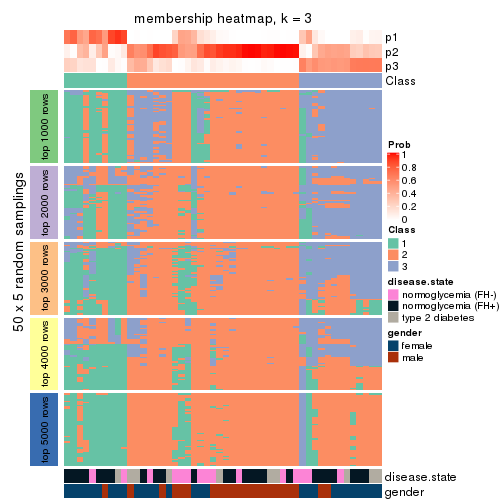 membership heatmap, k = 3
p1
p2
p3
Class
50 x 5 random samplings
top 1000 rows
top 2000 rows
top 3000 rows
top 4000 rows
top 5000 rows
disease.state
gender
Prob
1
0.8
0.6
0.4
0.2
0
Class
1
2
3
disease.state
normoglycemia (FH-)
normoglycemia (FH+)
type 2 diabetes
gender
female
male